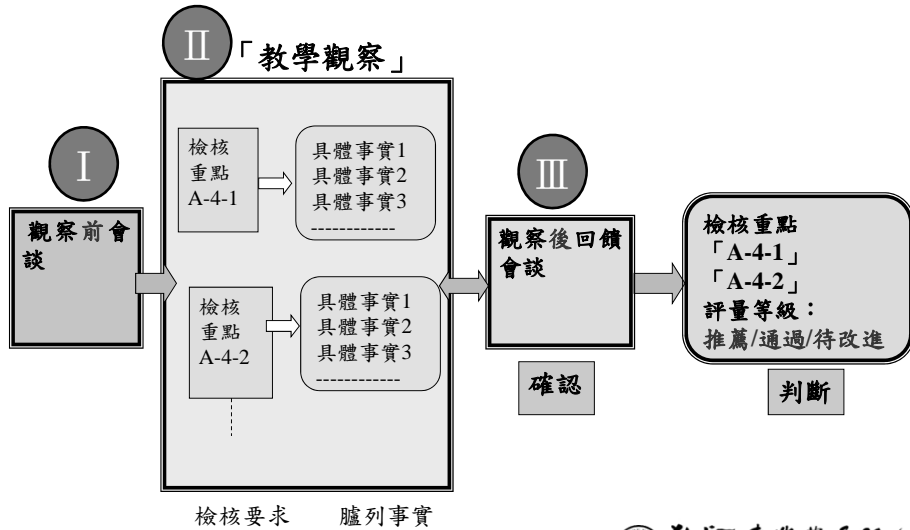 Ⅱ
「教學觀察」
Ⅰ
觀察前會
談
檢核
重點
A-4-1
具體事實1
具體事實2
具體事實3
-------------
檢核
重點
A-4-2
具體事實1
具體事實2
具體事實3
-------------
檢核要求
臚列事實
Ⅲ
觀察後回饋
會談
確認
檢核重點
「A-4-1」
「A-4-2」
評量等級：
推薦/通過/待改進
判斷